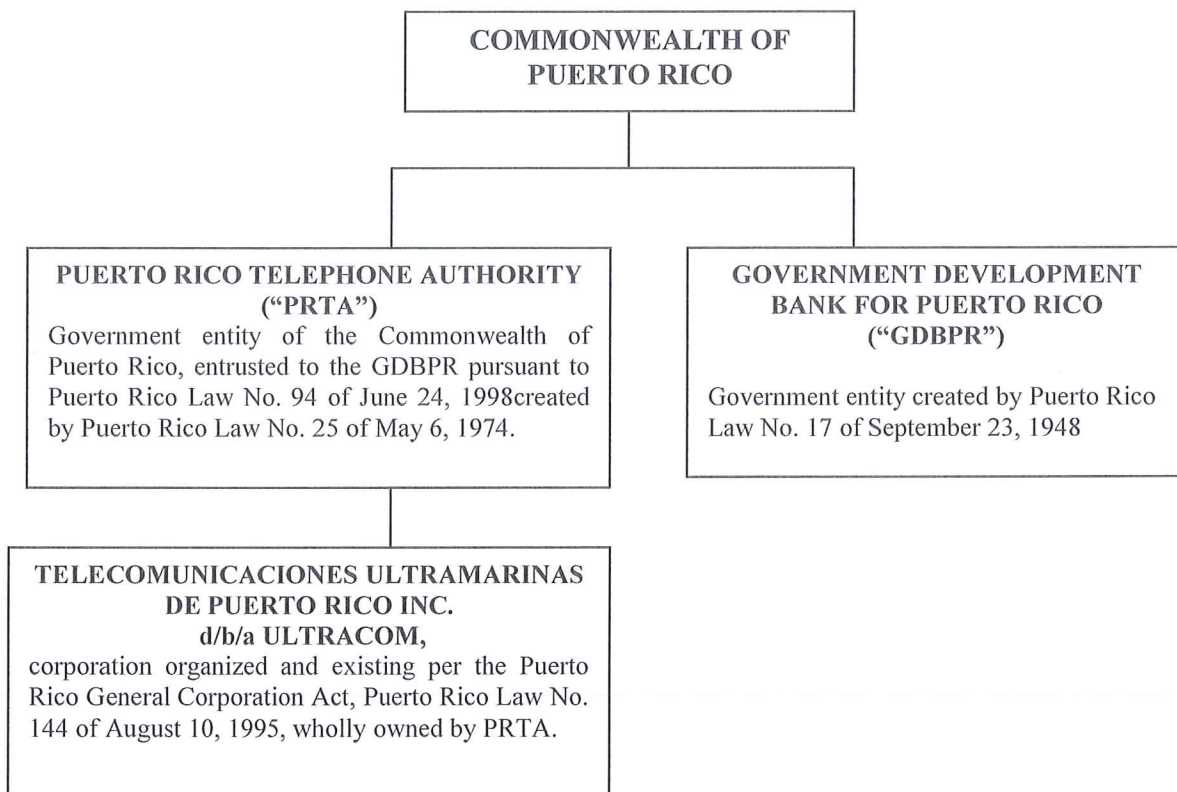 COMMONWEALTH OF
PUERTO RICO
PUERTO RICO TELEPHONE AUTHORITY
(“PRTA”)
Government entity of the Commonwealth of
Puerto Rico, entrusted to the GDBPR pursuant to
Puerto Rico Law No. 94 of June 24, 1998created
by Puerto Rico Law No. 25 of May 6, 1974.
GOVERNMENT DEVELOPMENT
BANK FOR PUERTO RICO
(“GDBPR”)
Government entity created by Puerto Rico
Law No. 17 of September 23, 1948
TELECOMUNICACIONES ULTRAMARINAS
DE PUERTO RICO INC.
d/b/a ULTRACOM,
corporation organized and existing per the Puerto
Rico General Corporation Act, Puerto Rico Law No.
144 of August 10, 1995, wholly owned by PRTA.